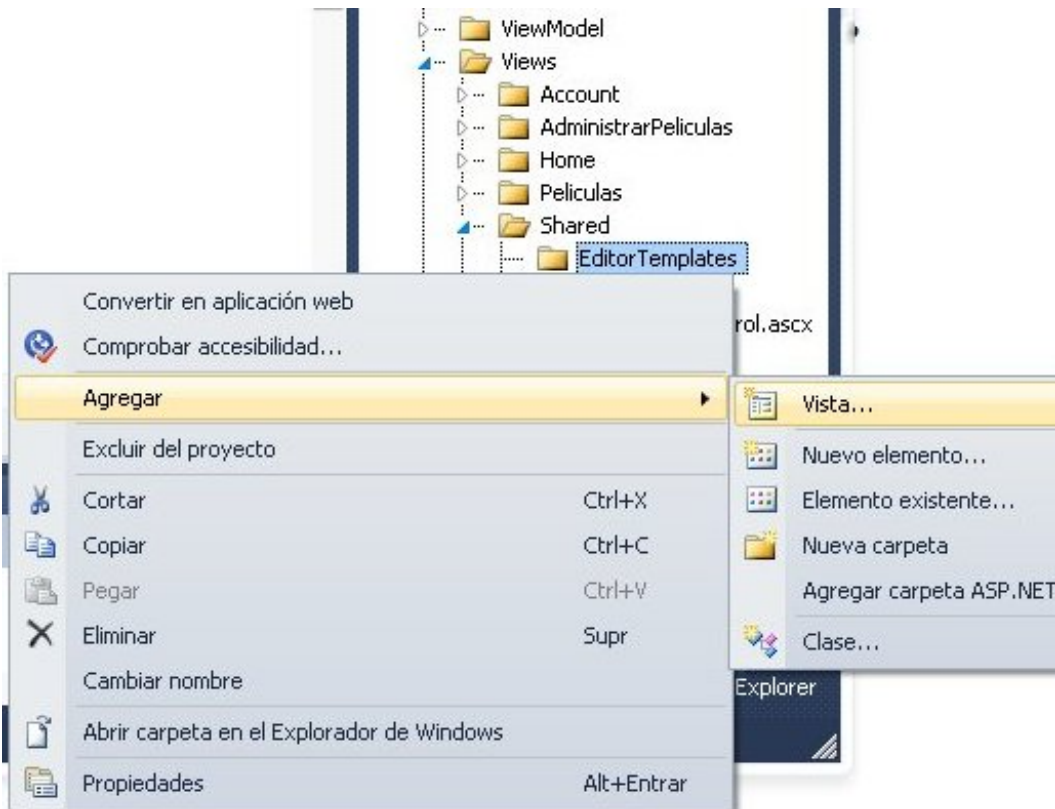 ViewModel
Views
Account
AdministrarPeliculas
Home
Peliculas
Shared
EditorTemplates
rol.ascx
Convertir en aplicación web
Comprobar accesibilidad...
Agregar
Excluir del proyecto
Cortar Ctrl+X
Copiar Ctrl+C
Pegar Ctrl+V
Eliminar Supr
Cambiar nombre
Abrir carpeta en el Explorador de Windows
Propiedades Alt+Entrar
Vista...
Nuevo elemento...
Elemento existente...
Nueva carpeta
Agregar carpeta ASP.NET
Clase...
Explorer